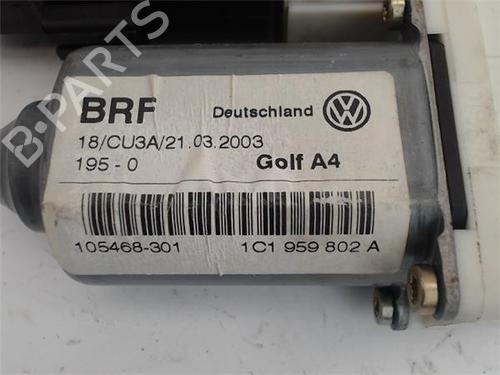 BRF Deutschland
18/CU3A/21.03.2003
195-0 Golf A4
105468-301 1C1 959 802 A
B-PARTS